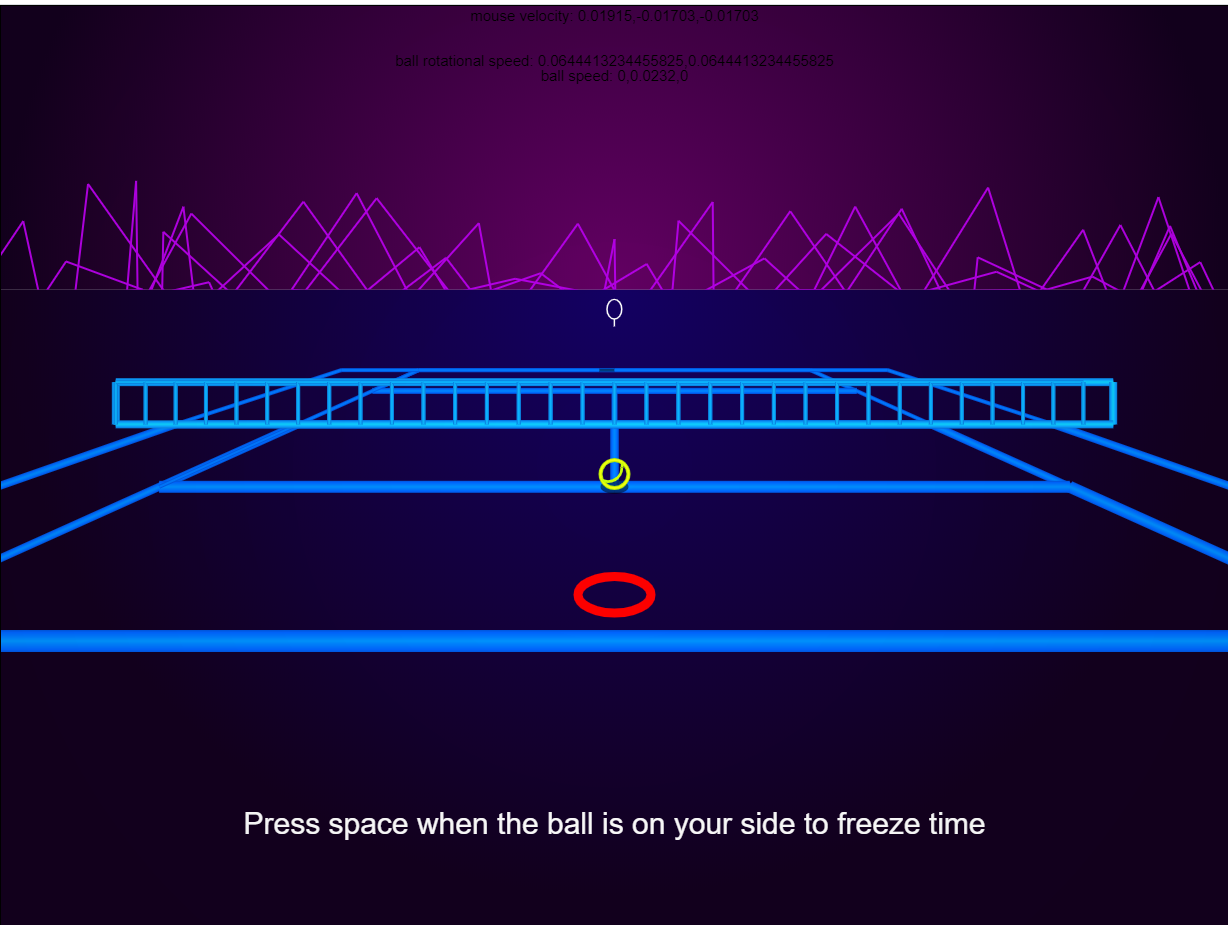 mouse velocity: 0.01915,-0.01703,-0.01703
ball rotational speed: 0.0644413234455825,0.0644413234455825
ball speed: 0,0.0232,0
Press space when the ball is on your side to freeze time